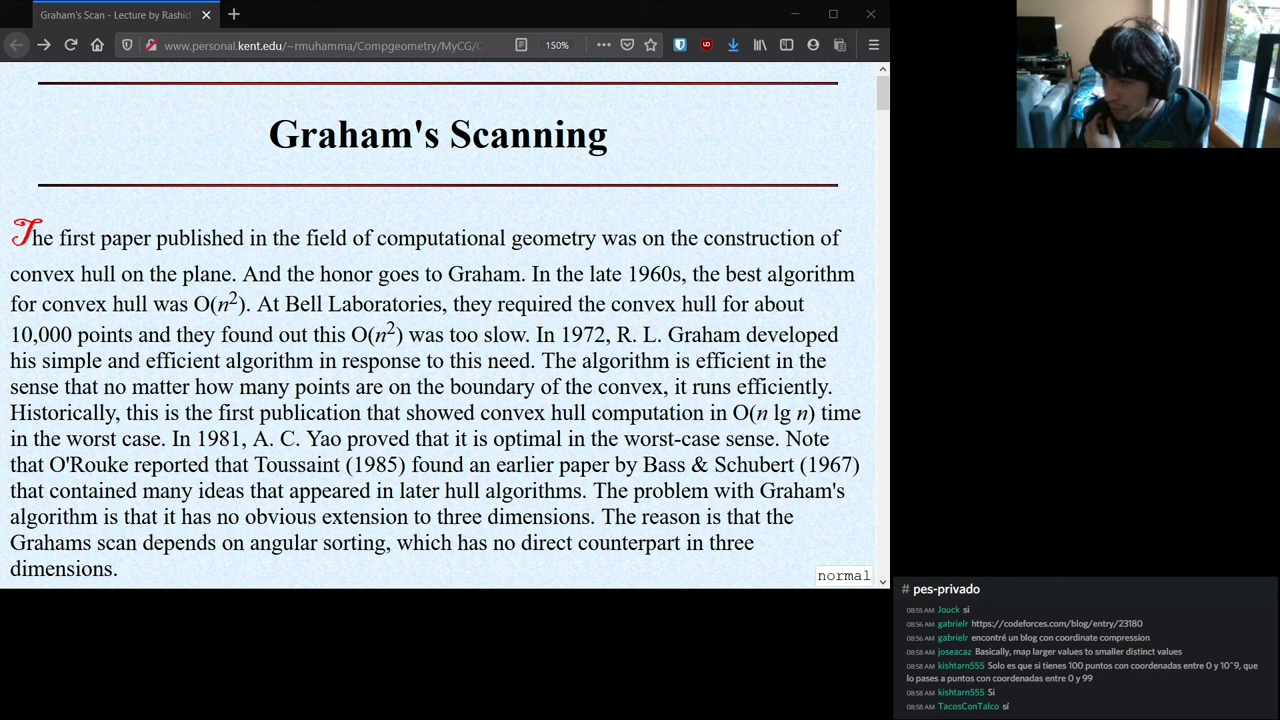 Graham's Scan - Lecture by Rashid
www.personal.kent.edu/~rmuhamma/Compgeometry/MyCG/C
150%
Graham's Scanning
The first paper published in the field of computational geometry was on the construction of
convex hull on the plane. And the honor goes to Graham. In the late 1960s, the best algorithm
for convex hull was O(n²). At Bell Laboratories, they required the convex hull for about
10,000 points and they found out this O(n²) was too slow. In 1972, R. L. Graham developed
his simple and efficient algorithm in response to this need. The algorithm is efficient in the
sense that no matter how many points are on the boundary of the convex, it runs efficiently.
Historically, this is the first publication that showed convex hull computation in O(n lg n) time
in the worst case. In 1981, A. C. Yao proved that it is optimal in the worst-case sense. Note
that O'Rouke reported that Toussaint (1985) found an earlier paper by Bass & Schubert (1967)
that contained many ideas that appeared in later hull algorithms. The problem with Graham's
algorithm is that it has no obvious extension to three dimensions. The reason is that the
Grahams scan depends on angular sorting, which has no direct counterpart in three
dimensions.
normal
# pes-privado
08:55 AM Jouck si
08:56 AM gabrielr https://codeforces.com/blog/entry/23180
08:56 AM gabrielr encontré un blog con coordinate compression
08:58 AM joseacaz Basically, map larger values to smaller distinct values
08:58 AM kishtarn555 Solo es que si tienes 100 puntos con coordenadas entre 0 y 10^9, que
lo pases a puntos con coordenadas entre 0 y 99
08:58 AM kishtarn555 Si
08:58 AM TacosConTalco sí